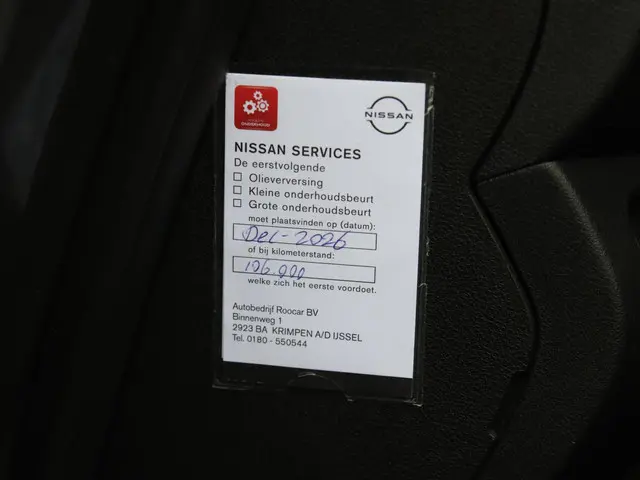 NISSAN
NISSAN SERVICES
De eerstvolgende
Olieverversing
Kleine onderhoudsbeurt
Grote onderhoudsbeurt
moet plaatsvinden op (datum):
Dec - 2026
of bij kilometerstand:
196.000
welke zich het eerste voordoet.
Autobedrijf Roocar BV
Binnenweg 1
2923 BA KRIMPEN A/D IJSSEL
Tel. 0180 - 550544